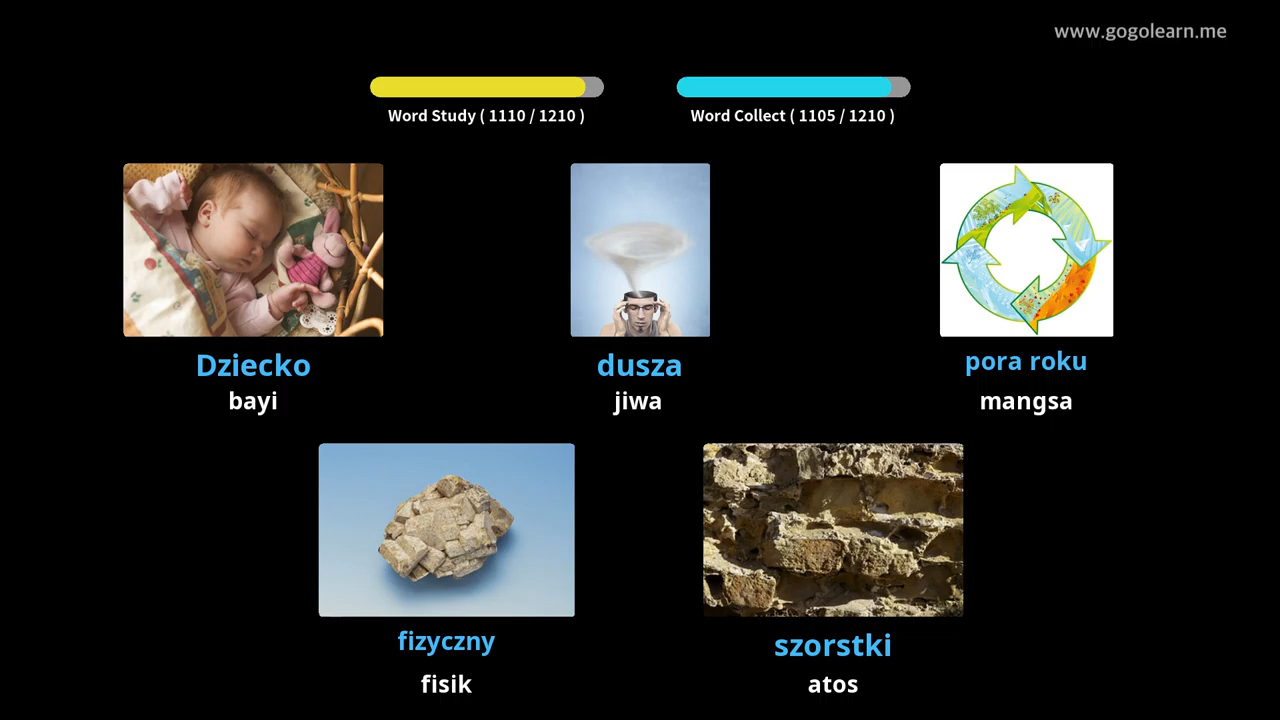 www.gogolearn.me
Word Study ( 1110 / 1210 )
Word Collect ( 1105 / 1210 )
Dziecko
bayi
dusza
jiwa
pora roku
mangsa
fizyczny
fisik
szorstki
atos